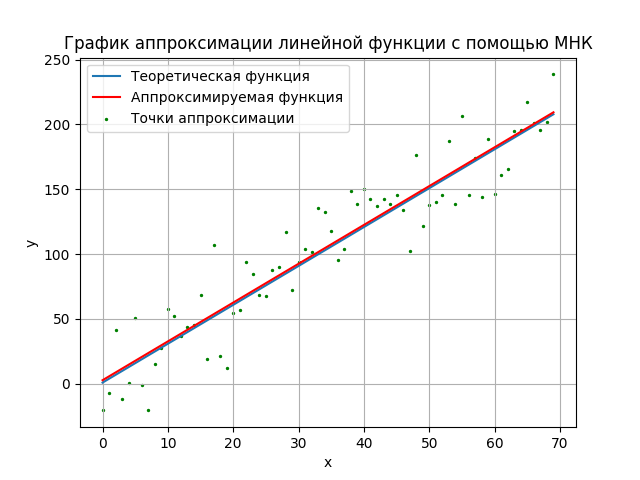 График аппроксимации линейной функции с помощью МНК
250
200
150
100
50
0
y
Теоретическая функция
Аппроксимируемая функция
Точки аппроксимации
0 10 20 30 40 50 60 70
x